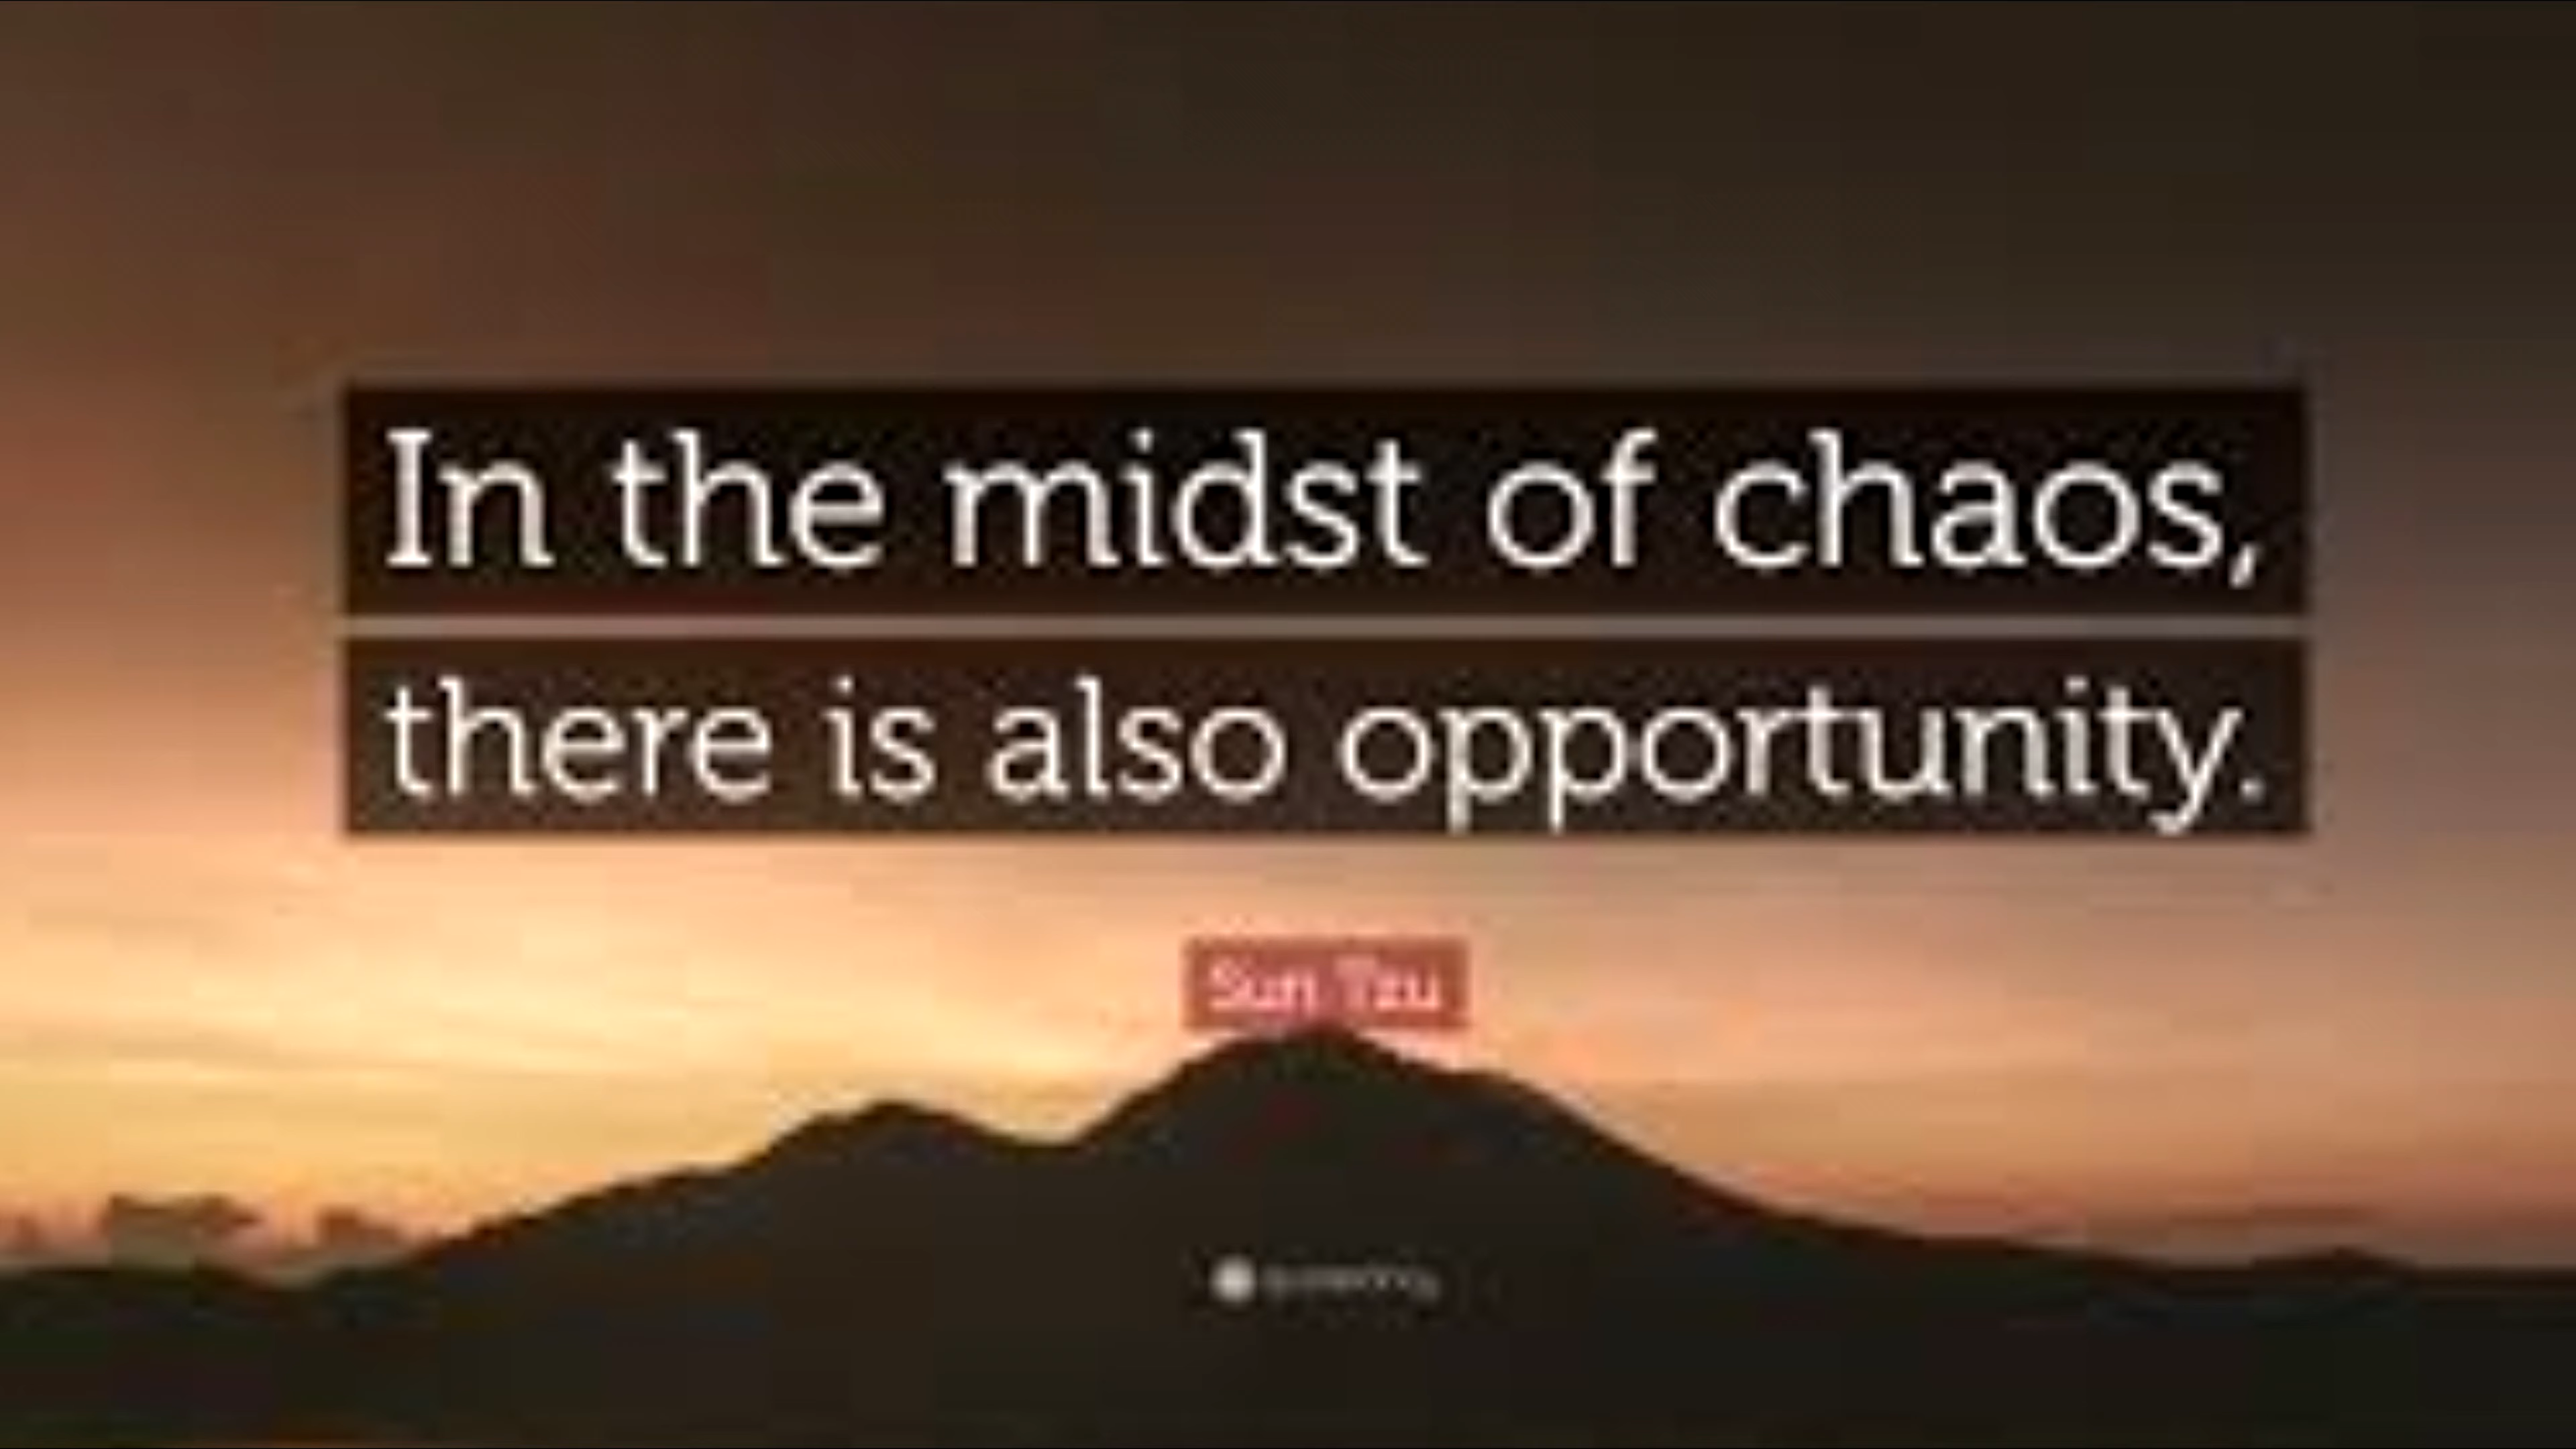 In the midst of chaos,
there is also opportunity.
Sun Tzu